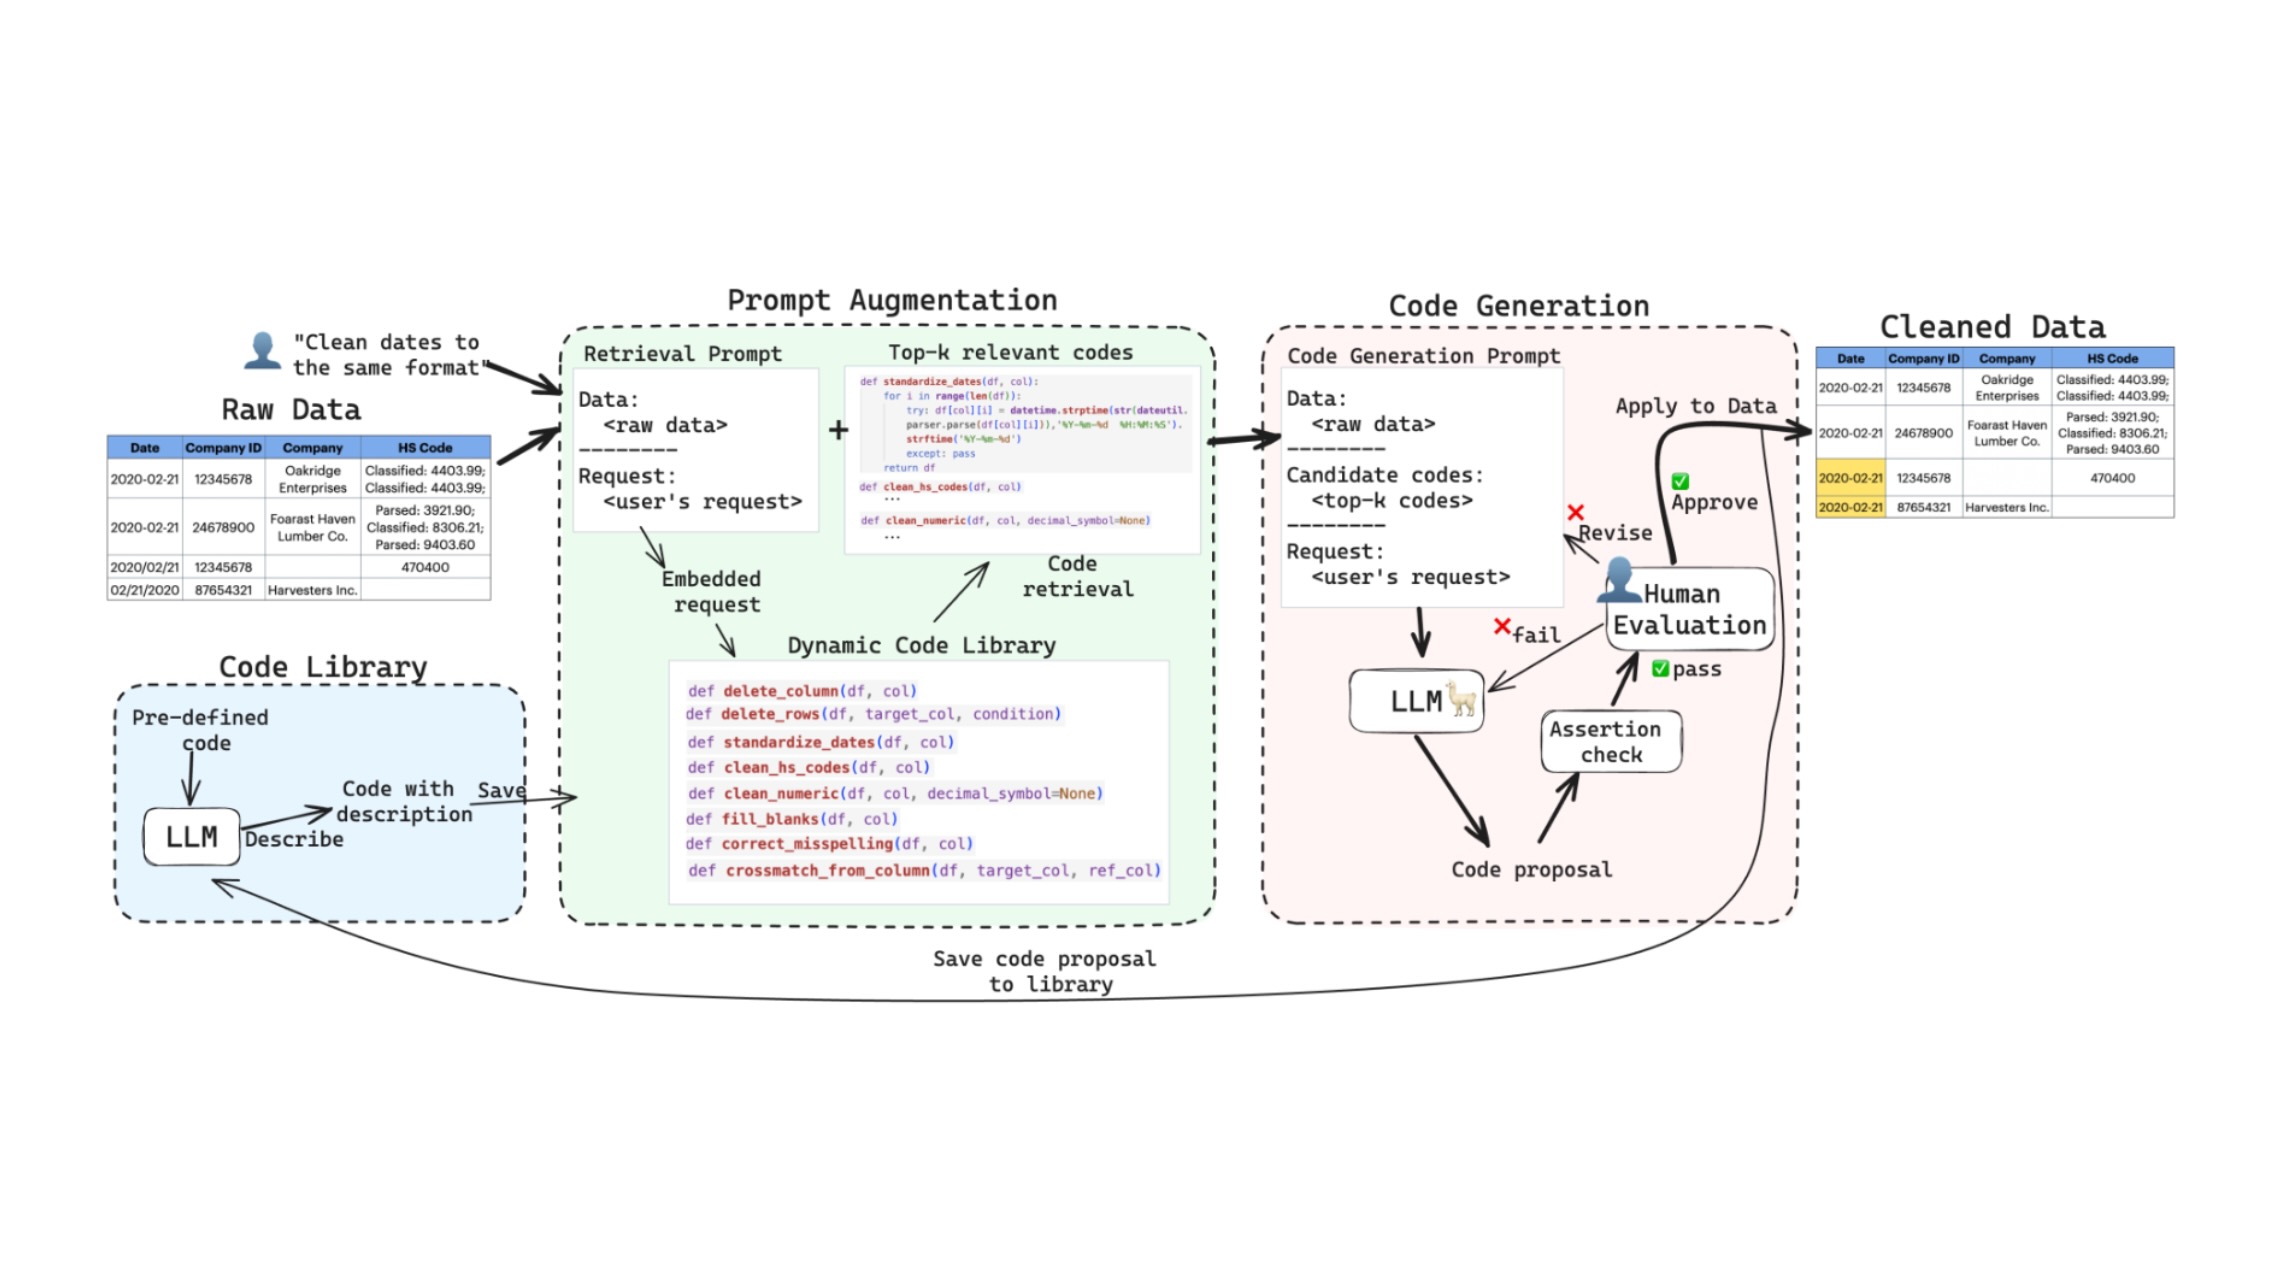 "Clean dates to
the same format"
Raw Data
Date Company ID Company HS Code
2020-02-21 12345678 Oakridge Enterprises Classified: 4403.99; Classified: 4403.99;
2020-02-21 24678900 Foarast Haven Lumber Co. Parsed: 3921.90; Classified: 8306.21; Parsed: 9403.60
2020/02/21 12345678 470400
02/21/2020 87654321 Harvesters Inc.
Code Library
Pre-defined
code
LLM
Describe
Code with
description
Save
Prompt Augmentation
Retrieval Prompt
Data:
<raw data>
--------
Request:
<user's request>
+
Top-k relevant codes
def standardize_dates(df, col):
for i in range(len(df)):
try: df[col][i] = datetime.strptime(str(dateutil.
parser.parse(df[col][i])),'%Y-%m-%d %H:%M:%S').
strftime('%Y-%m-%d')
except: pass
return df
def clean_hs_codes(df, col)
...
def clean_numeric(df, col, decimal_symbol=None)
...
Embedded
request
Code
retrieval
Dynamic Code Library
def delete_column(df, col)
def delete_rows(df, target_col, condition)
def standardize_dates(df, col)
def clean_hs_codes(df, col)
def clean_numeric(df, col, decimal_symbol=None)
def fill_blanks(df, col)
def correct_misspelling(df, col)
def crossmatch_from_column(df, target_col, ref_col)
Code Generation
Code Generation Prompt
Data:
<raw data>
--------
Candidate codes:
<top-k codes>
--------
Request:
<user's request>
LLM
Code proposal
Assertion
check
pass
fail
Human
Evaluation
Revise
Approve
Apply to Data
Save code proposal
to library
Cleaned Data
Date Company ID Company HS Code
2020-02-21 12345678 Oakridge Enterprises Classified: 4403.99; Classified: 4403.99;
2020-02-21 24678900 Foarast Haven Lumber Co. Parsed: 3921.90; Classified: 8306.21; Parsed: 9403.60
2020-02-21 12345678 470400
2020-02-21 87654321 Harvesters Inc.